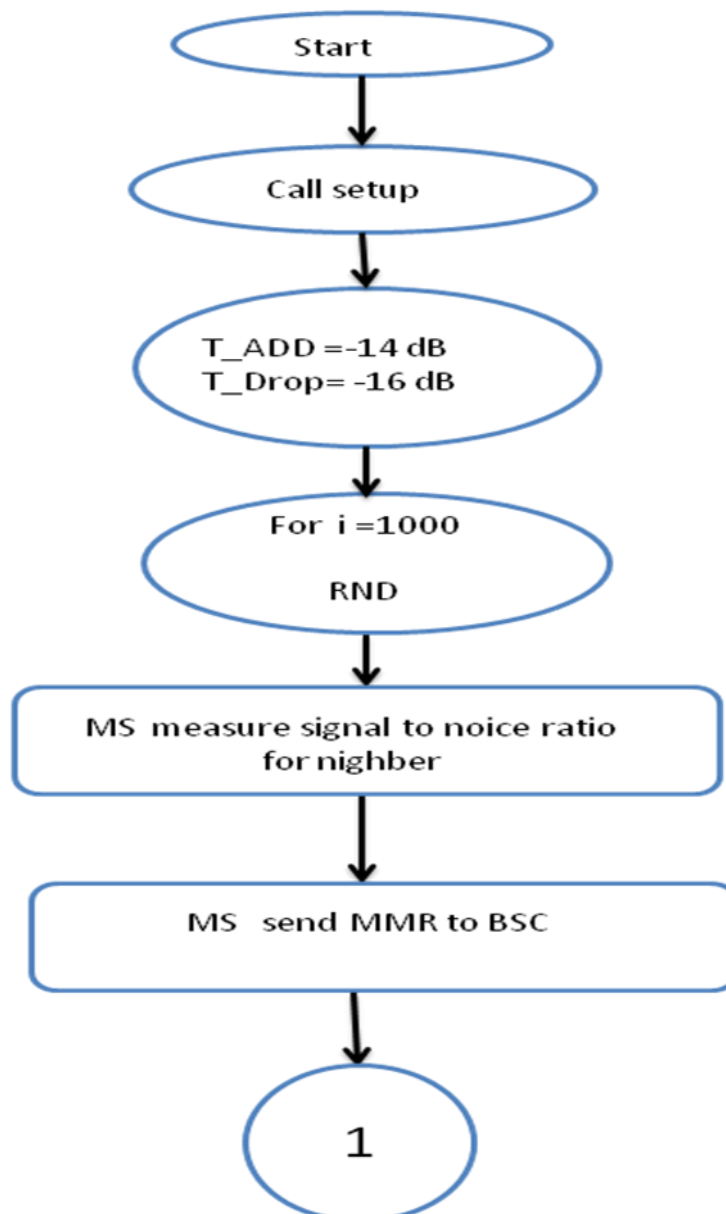 Start
Call setup
T_ADD =-14 dB
T_Drop= -16 dB
For i =1000
RND
MS measure signal to noice ratio
for nighber
MS send MMR to BSC
1